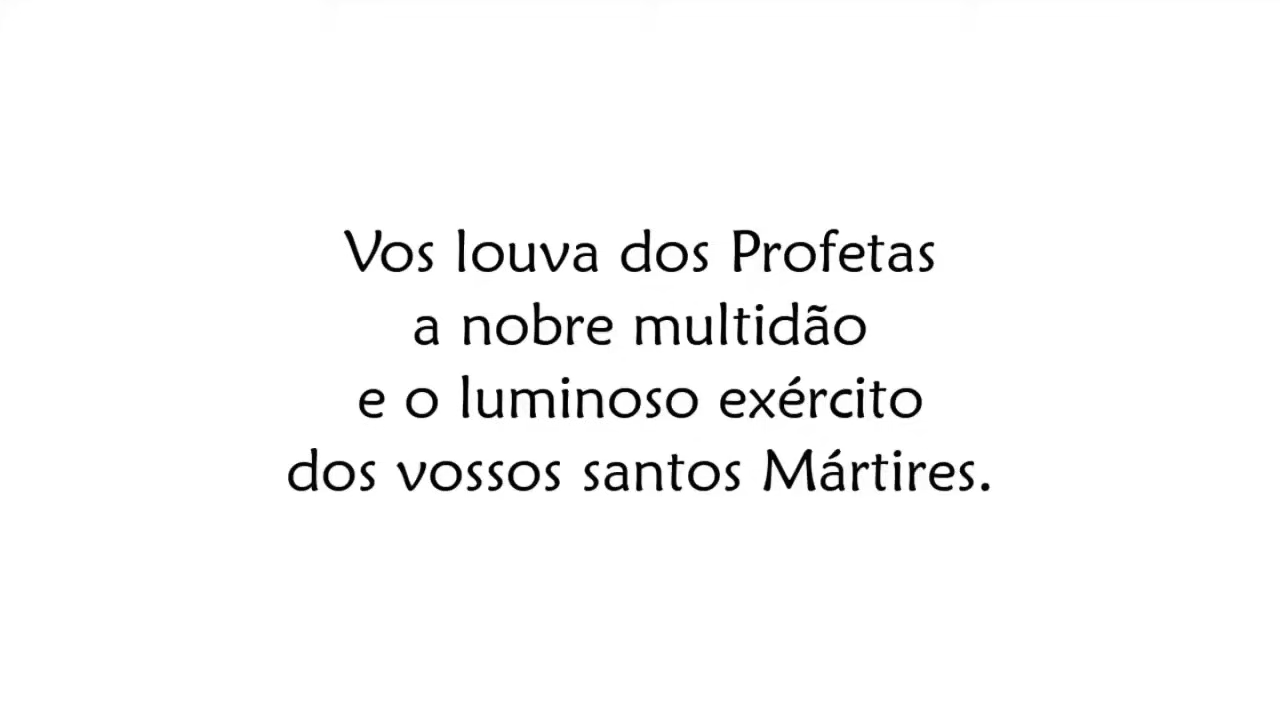 Vos louva dos Profetas
a nobre multidão
e o luminoso exército
dos vossos santos Mártires.